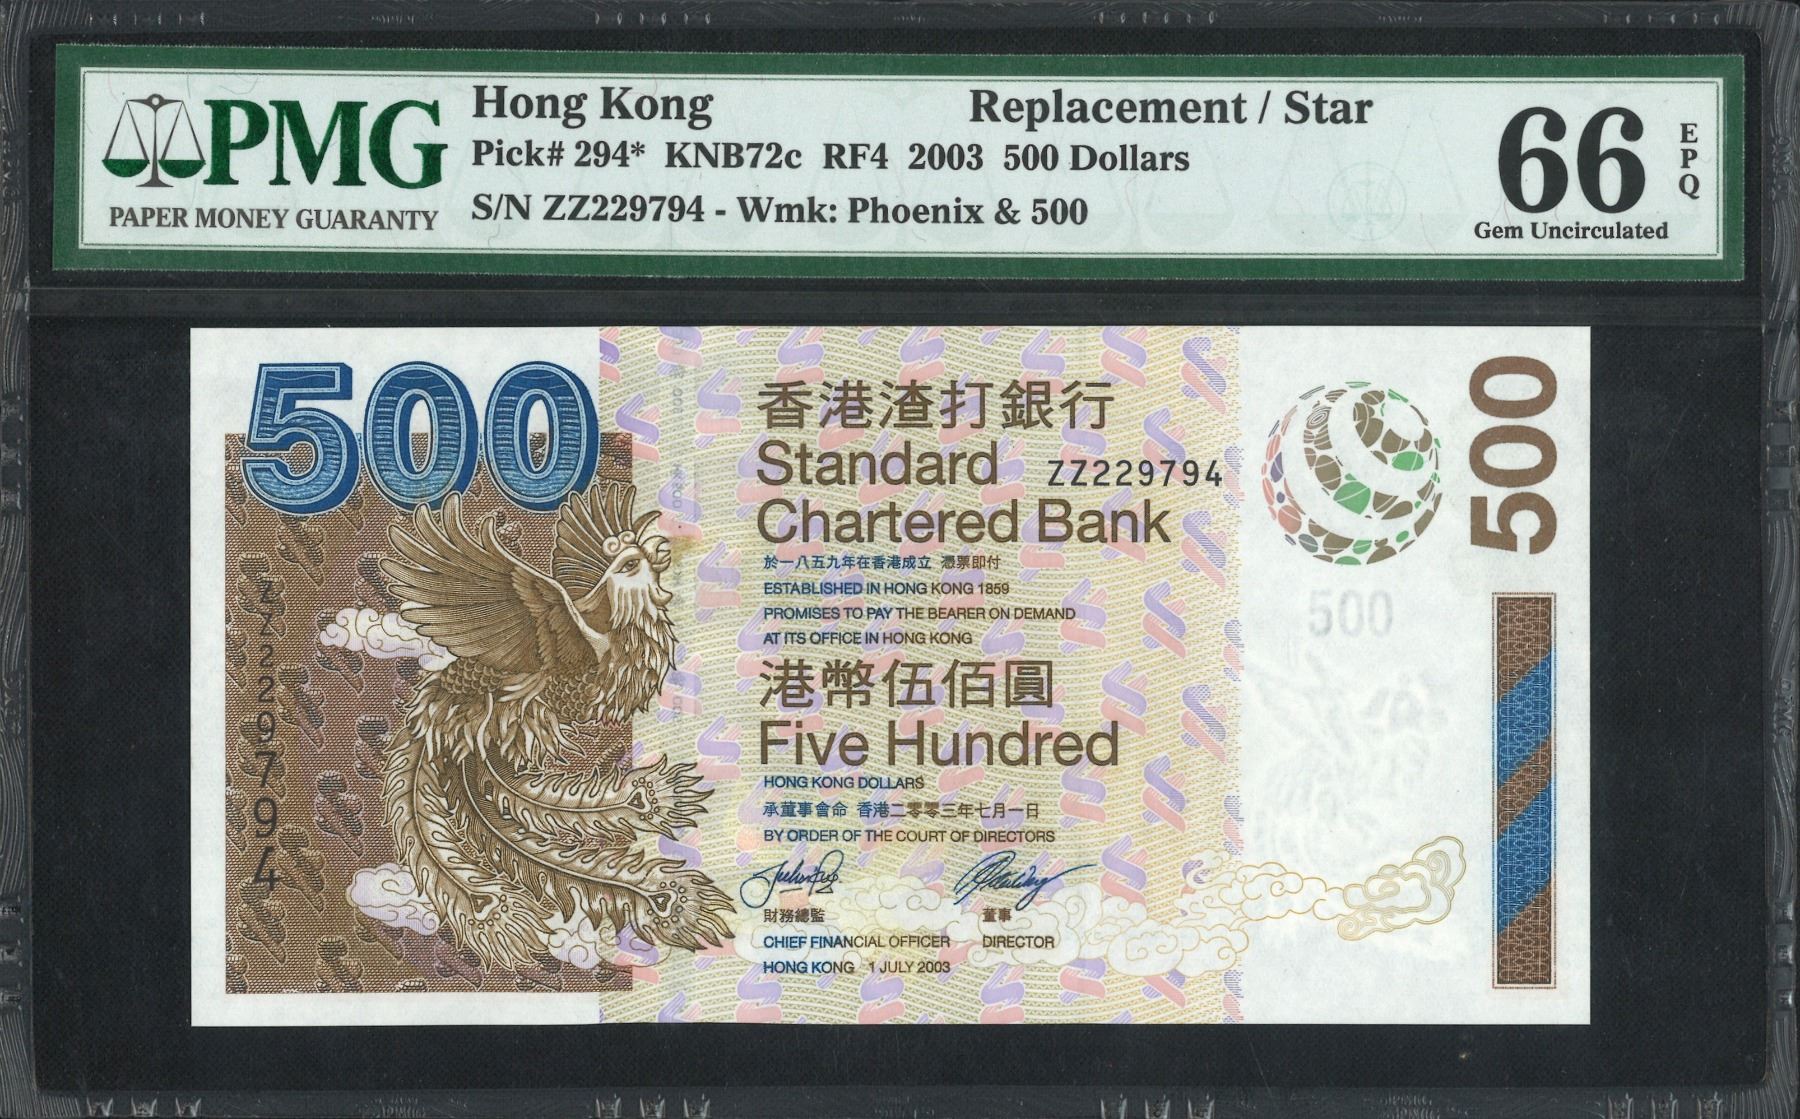 PMG
PAPER MONEY GUARANTY
Hong Kong Replacement / Star
Pick# 294* KNB72c RF4 2003 500 Dollars
S/N ZZ229794 - Wmk: Phoenix & 500
66
EPQ
Gem Uncirculated
500
香港渣打銀行
Standard
Chartered Bank
ZZ229794
於一八五九年在香港成立 憑票即付
ESTABLISHED IN HONG KONG 1859
PROMISES TO PAY THE BEARER ON DEMAND
AT ITS OFFICE IN HONG KONG
港幣伍佰圓
Five Hundred
HONG KONG DOLLARS
承董事會命 香港二零零三年七月一日
BY ORDER OF THE COURT OF DIRECTORS
財務總監 董事
CHIEF FINANCIAL OFFICER DIRECTOR
HONG KONG 1 JULY 2003
ZZ229794
500
500